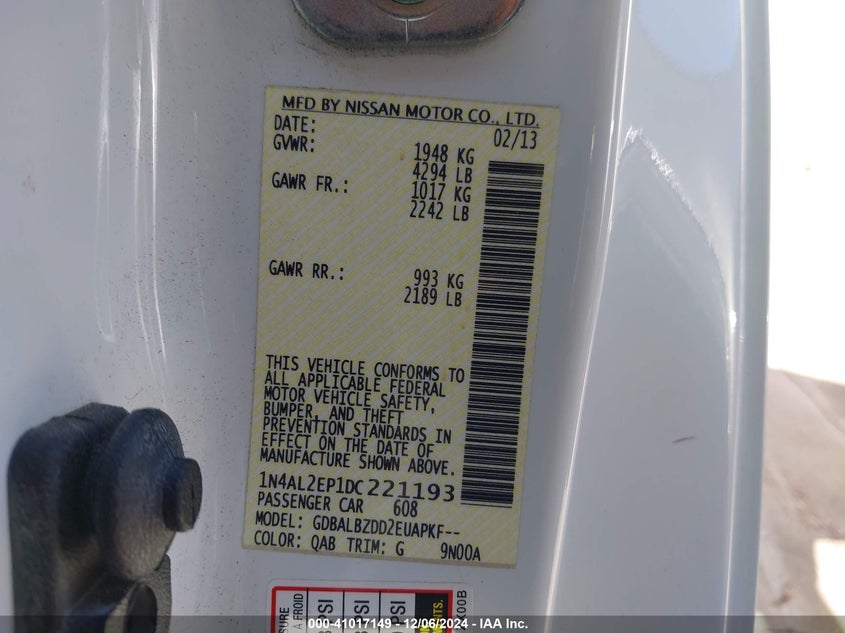 MFD BY NISSAN MOTOR CO., LTD.
DATE: 02/13
GVWR: 1948 KG
4294 LB
GAWR FR.: 1017 KG
2242 LB
GAWR RR.: 993 KG
2189 LB
THIS VEHICLE CONFORMS TO
ALL APPLICABLE FEDERAL
MOTOR VEHICLE SAFETY,
BUMPER, AND THEFT
PREVENTION STANDARDS IN
EFFECT ON THE DATE OF
MANUFACTURE SHOWN ABOVE.
1N4AL2EP1DC221193
PASSENGER CAR 608
MODEL: GDBALBZDD2EUAPKF--
COLOR: QAB TRIM: G 9N00A
A FROID
PSI
000-41017149 - 12/06/2024 - IAA Inc.